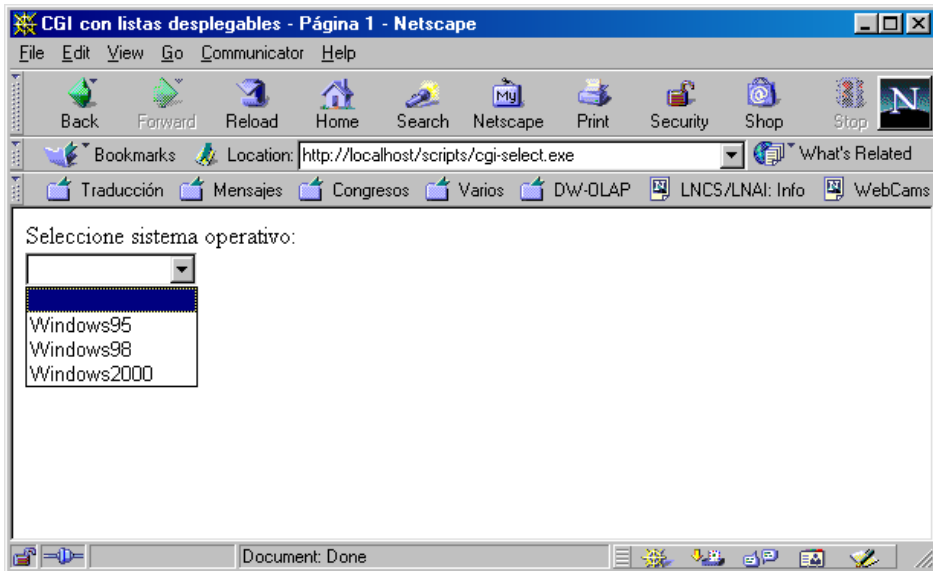 CGI con listas desplegables - Página 1 - Netscape
File Edit View Go Communicator Help
Back Forward Reload Home Search Netscape Print Security Shop Stop
My
N
Bookmarks Location: http://localhost/scripts/cgi-select.exe What's Related
Traducción Mensajes Congresos Varios DW-OLAP LNCS/LNAI: Info WebCams
Seleccione sistema operativo:
Windows95
Windows98
Windows2000
Document: Done